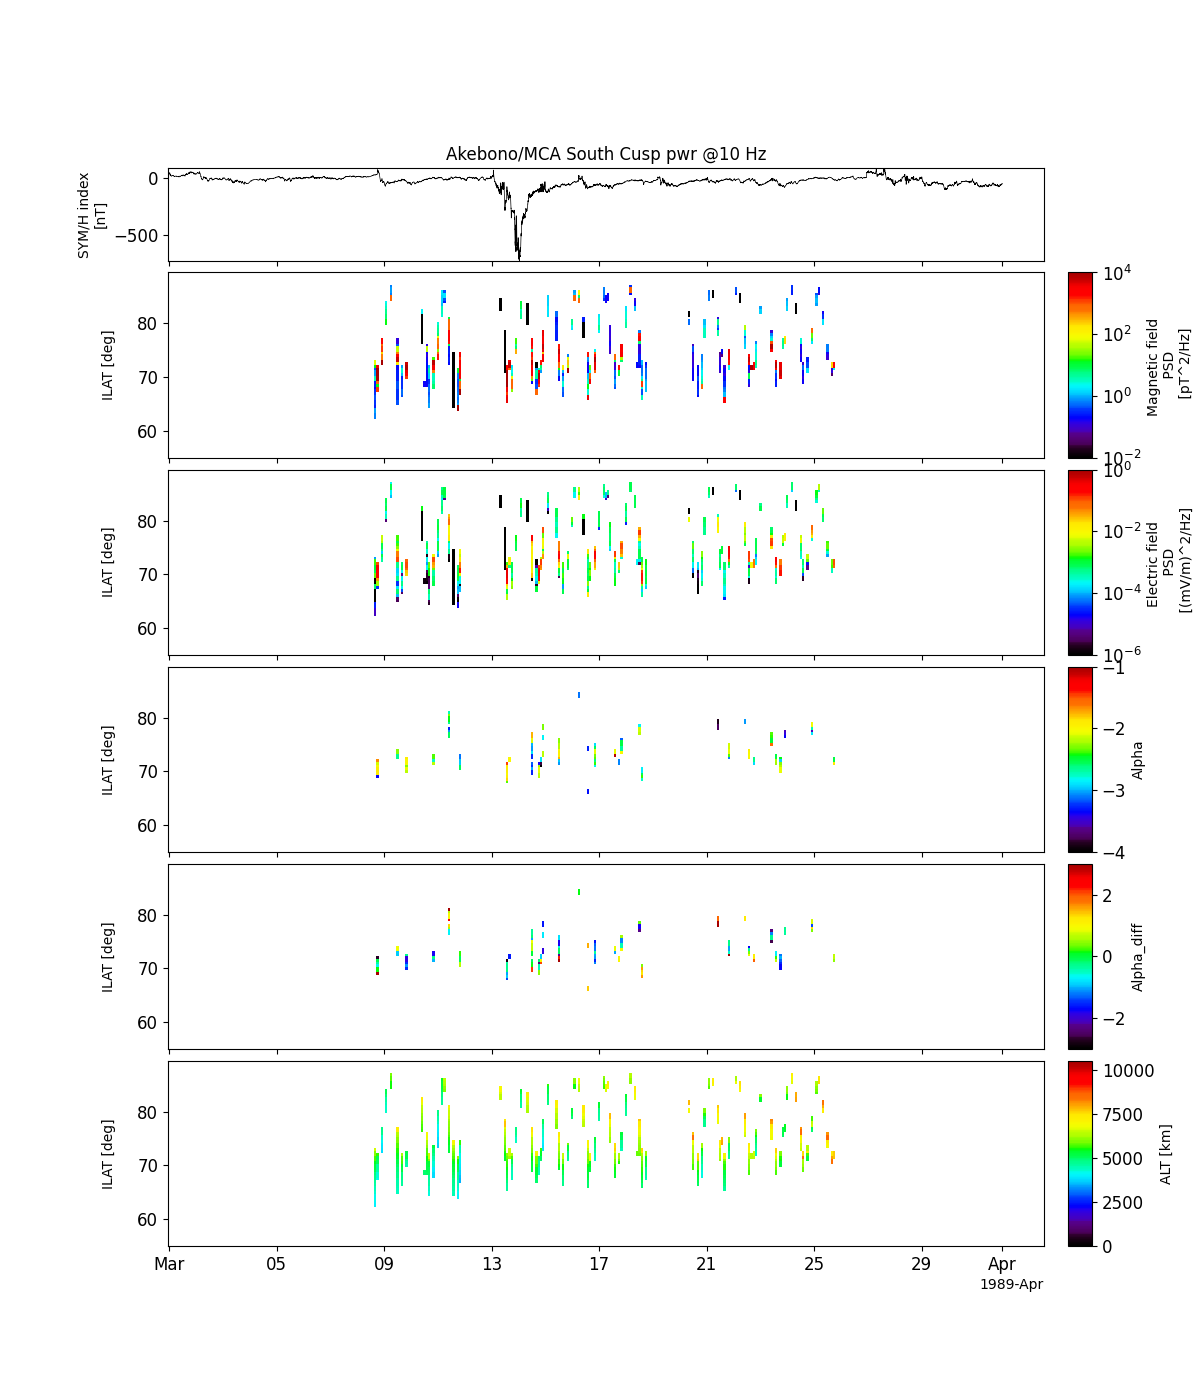 Akebono/MCA South Cusp pwr @10 Hz
SYM/H index
[nT]
0
−500
ILAT [deg]
80
70
60
10^4
10^2
10^0
10^−2
Magnetic field
PSD
[pT^2/Hz]
ILAT [deg]
80
70
60
10^0
10^−2
10^−4
10^−6
Electric field
PSD
[(mV/m)^2/Hz]
ILAT [deg]
80
70
60
−1
−2
−3
−4
Alpha
ILAT [deg]
80
70
60
2
0
−2
Alpha_diff
ILAT [deg]
80
70
60
10000
7500
5000
2500
0
ALT [km]
Mar 05 09 13 17 21 25 29 Apr
1989-Apr